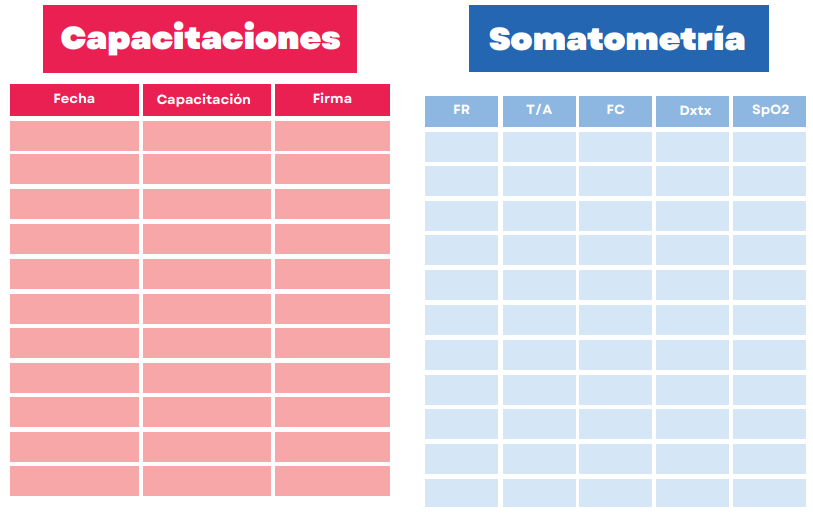 Capacitaciones
Fecha Capacitación Firma
Somatometría
FR T/A FC Dxtx SpO2